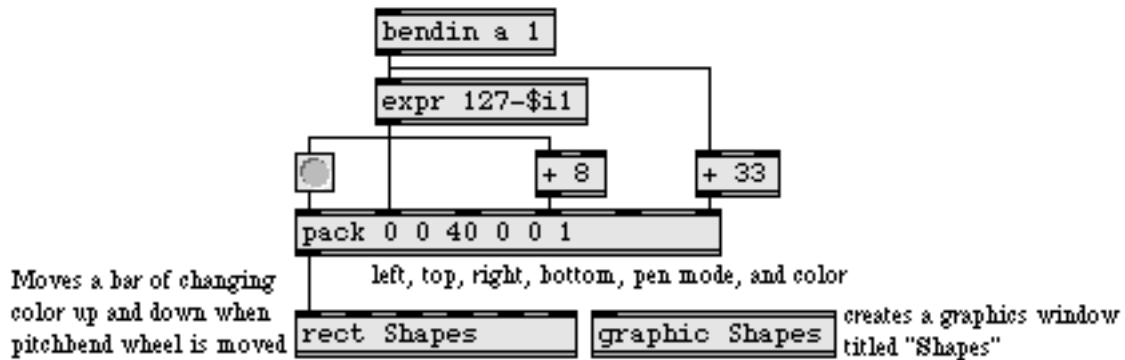 bendin a 1
expr 127-$i1
+ 8
+ 33
pack 0 0 40 0 0 1
left, top, right, bottom, pen mode, and color
Moves a bar of changing
color up and down when
pitchbend wheel is moved
rect Shapes
graphic Shapes
creates a graphics window
titled "Shapes"